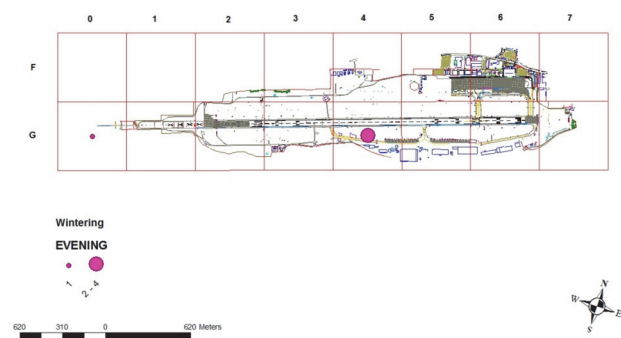 0 1 2 3 4 5 6 7
F
G
Wintering
EVENING
1
2 - 4
N
W E
S
620 310 0 620 Meters